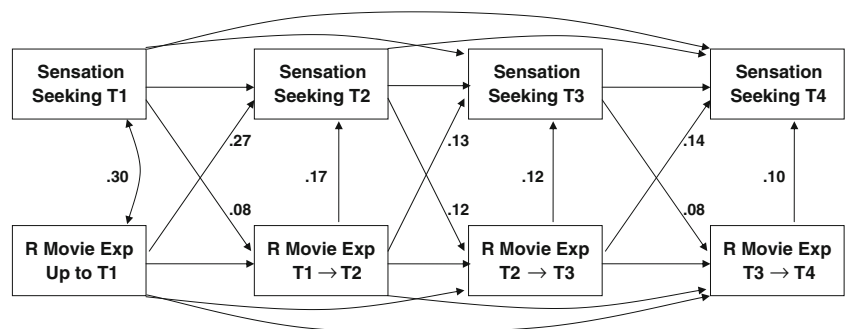 Sensation
Seeking T1
Sensation
Seeking T2
Sensation
Seeking T3
Sensation
Seeking T4
.27
.13
.14
.30
.17
.12
.10
.08
.12
.08
R Movie Exp
Up to T1
R Movie Exp
T1 → T2
R Movie Exp
T2 → T3
R Movie Exp
T3 → T4